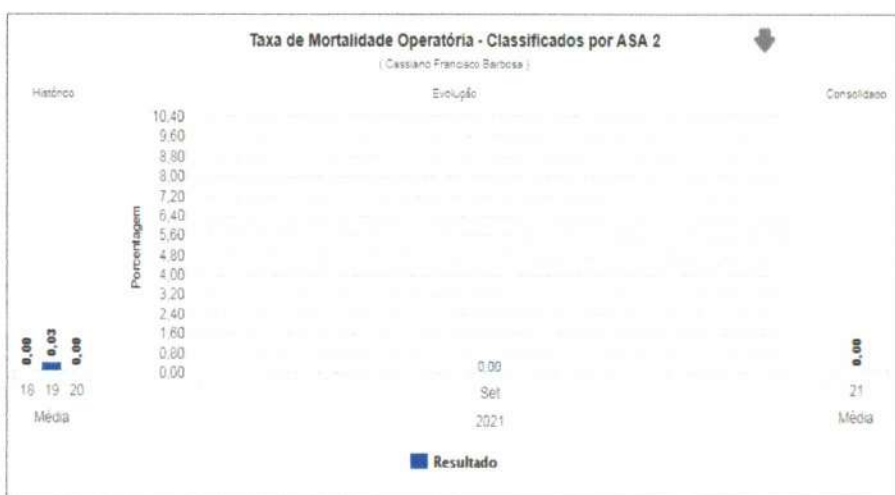 Taxa de Mortalidade Operatória - Classificados por ASA 2
( Cassiano Francisco Barbosa )
Histórico
Evolução
Consolidado
10,40
9,60
8,80
8,00
7,20
6,40
5,60
4,80
4,00
3,20
2,40
1,60
0,80
0,00
Porcentagem
0,00 0,03 0,00
18 19 20
Média
0.00
Set
2021
0,00
21
Média
Resultado